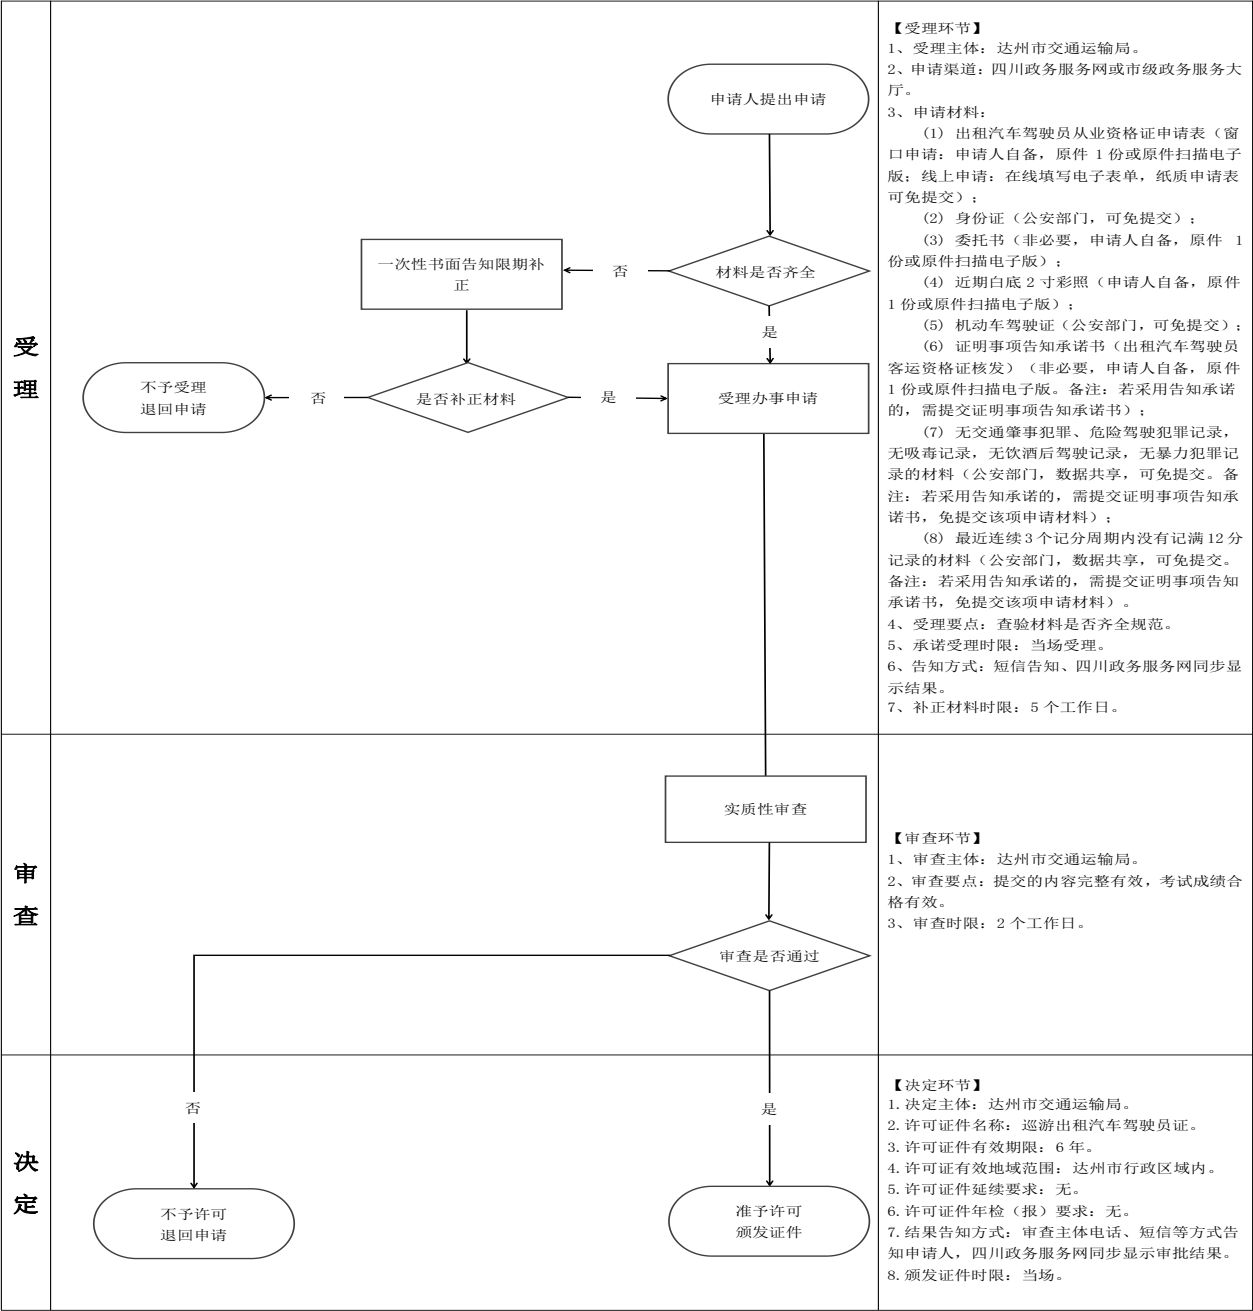 受
理
申请人提出申请
材料是否齐全
否
一次性书面告知限期补
正
是
不予受理
退回申请
否
是否补正材料
是
受理办事申请
【受理环节】
1、受理主体：达州市交通运输局。
2、申请渠道：四川政务服务网或市级政务服务大
厅。
3、申请材料：
(1) 出租汽车驾驶员从业资格证申请表（窗
口申请：申请人自备，原件 1 份或原件扫描电子
版；线上申请：在线填写电子表单，纸质申请表
可免提交）；
(2) 身份证（公安部门，可免提交）；
(3) 委托书（非必要，申请人自备，原件 1
份或原件扫描电子版）；
(4) 近期白底 2 寸彩照（申请人自备，原件
1 份或原件扫描电子版）；
(5) 机动车驾驶证（公安部门，可免提交）；
(6) 证明事项告知承诺书（出租汽车驾驶员
客运资格证核发）（非必要，申请人自备，原件
1 份或原件扫描电子版。备注：若采用告知承诺
的，需提交证明事项告知承诺书）；
(7) 无交通肇事犯罪、危险驾驶犯罪记录，
无吸毒记录，无饮酒后驾驶记录，无暴力犯罪记
录的材料（公安部门，数据共享，可免提交。备
注：若采用告知承诺的，需提交证明事项告知承
诺书，免提交该项申请材料）；
(8) 最近连续 3 个记分周期内没有记满 12 分
记录的材料（公安部门，数据共享，可免提交。
备注：若采用告知承诺的，需提交证明事项告知
承诺书，免提交该项申请材料）。
4、受理要点：查验材料是否齐全规范。
5、承诺受理时限：当场受理。
6、告知方式：短信告知、四川政务服务网同步显
示结果。
7、补正材料时限：5 个工作日。
审
查
实质性审查
审查是否通过
【审查环节】
1、审查主体：达州市交通运输局。
2、审查要点：提交的内容完整有效，考试成绩合
格有效。
3、审查时限：2 个工作日。
决
定
否
是
不予许可
退回申请
准予许可
颁发证件
【决定环节】
1.决定主体：达州市交通运输局。
2.许可证件名称：巡游出租汽车驾驶员证。
3.许可证件有效期限：6 年。
4.许可证有效地域范围：达州市行政区域内。
5.许可证件延续要求：无。
6.许可证件年检（报）要求：无。
7.结果告知方式：审查主体电话、短信等方式告
知申请人，四川政务服务网同步显示审批结果。
8.颁发证件时限：当场。